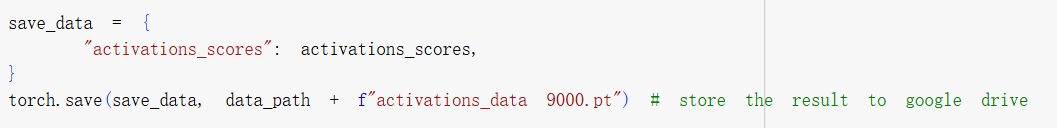 save_data = {
"activations_scores": activations_scores,
}
torch.save(save_data, data_path + f"activations_data 9000.pt") # store the result to google drive